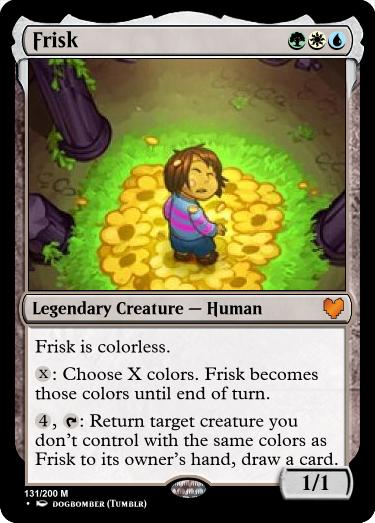 Frisk
Legendary Creature — Human
Frisk is colorless.
X: Choose X colors. Frisk becomes
those colors until end of turn.
4, : Return target creature you
don't control with the same colors as
Frisk to its owner's hand, draw a card.
1/1
131/200 M
• DOGBOMBER (TUMBLR)